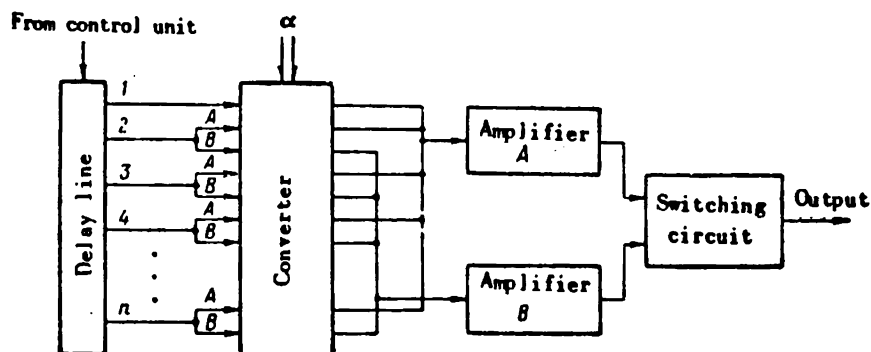 From control unit
α
1
A
2
B
A
3
B
A
4
B
A
n
B
Delay line
Converter
Amplifier
A
Amplifier
B
Switching
circuit
Output